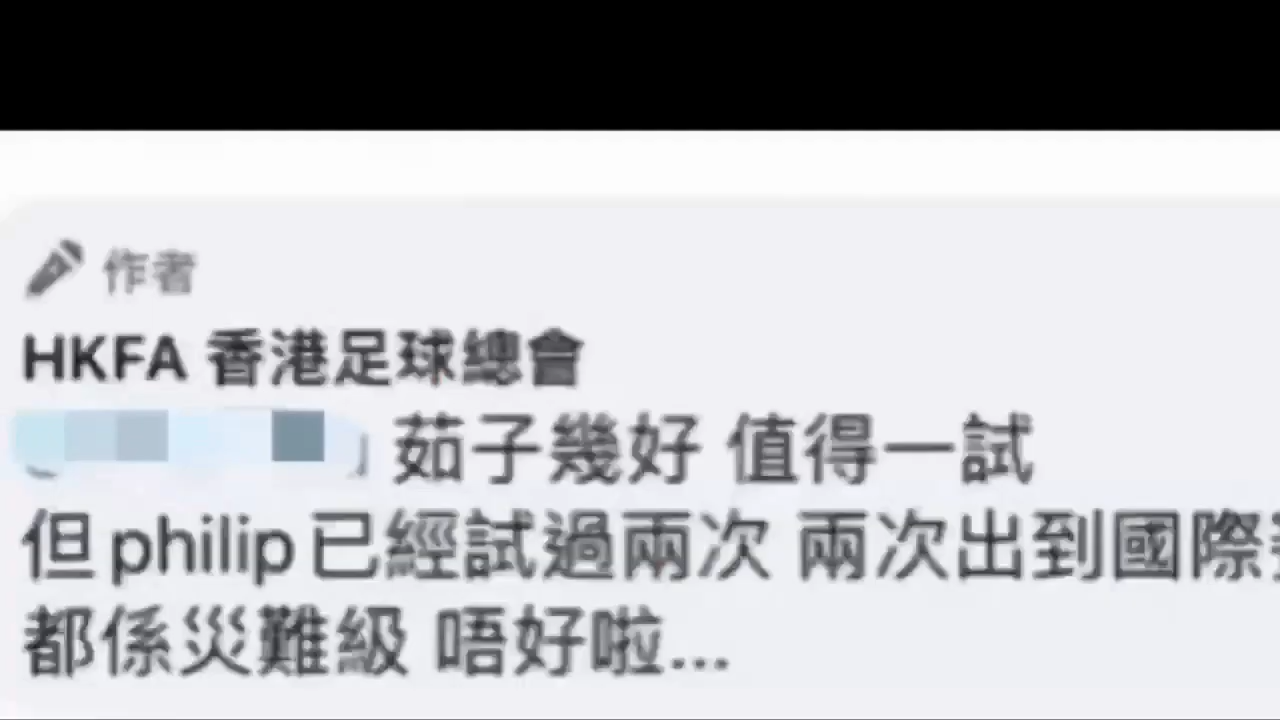 作者
HKFA 香港足球總會
茹子幾好 值得一試
但philip已經試過兩次 兩次出到國際
都係災難級 唔好啦...